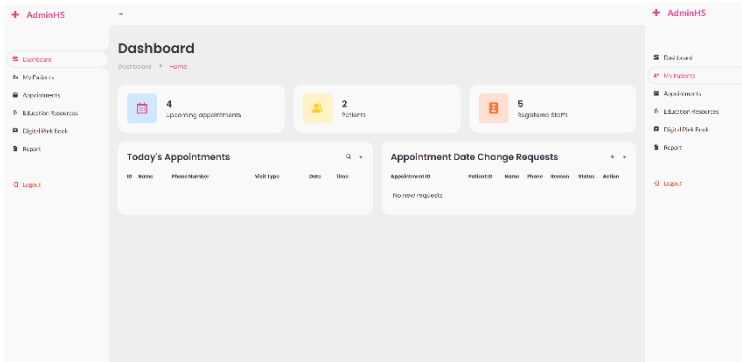 AdminHS
Dashboard
My Patients
Appointments
Education Resources
Digital Pink Book
Report
Logout
Dashboard
Dashboard Home
4
Upcoming appointments
2
Patients
5
Registered Staffs
Today's Appointments
ID Name Phone Number Visit Type Date Time
Appointment Date Change Requests
Appointment ID Patient ID Name Phone Reason Status Action
No new requests
AdminHS
Dashboard
My Patients
Appointments
Education Resources
Digital Pink Book
Report
Logout